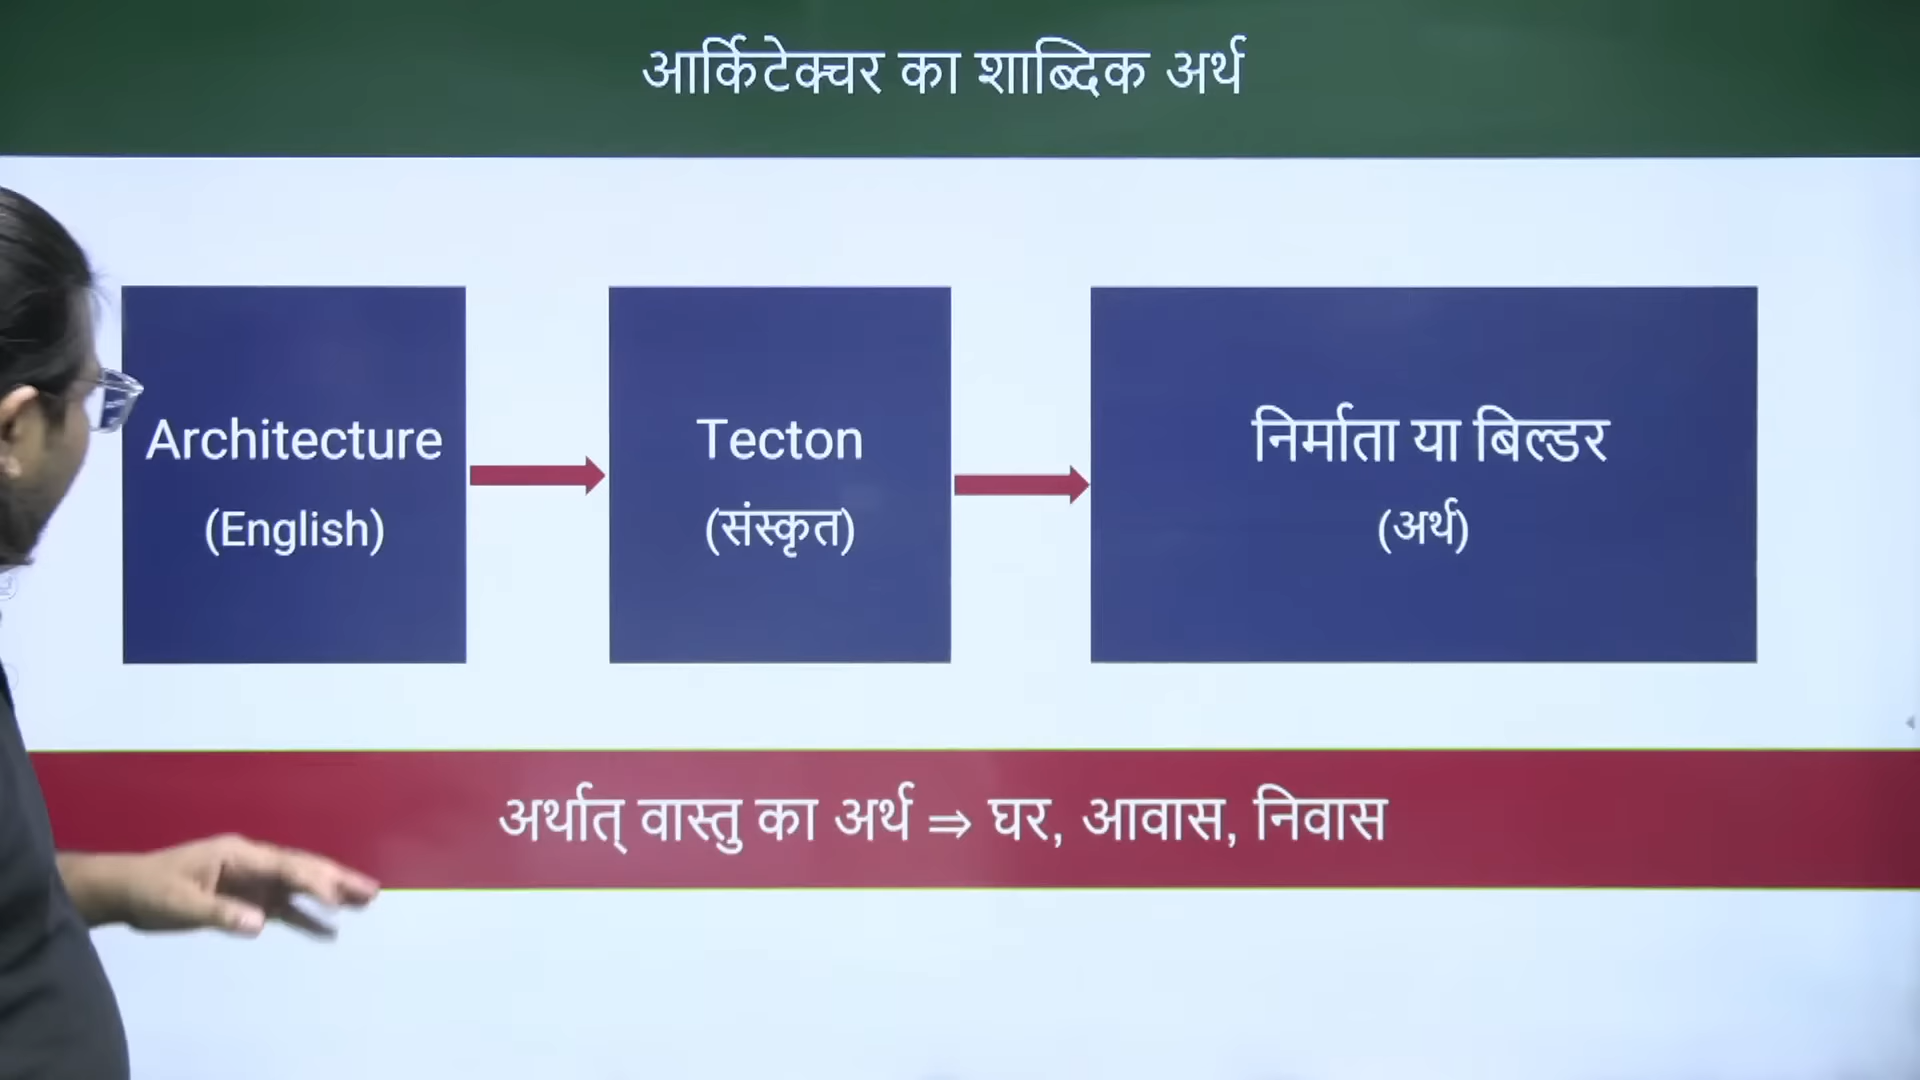 आर्किटेक्चर का शाब्दिक अर्थ
Architecture
(English)
Tecton
(संस्कृत)
निर्माता या बिल्डर
(अर्थ)
अर्थात् वास्तु का अर्थ ⇒ घर, आवास, निवास